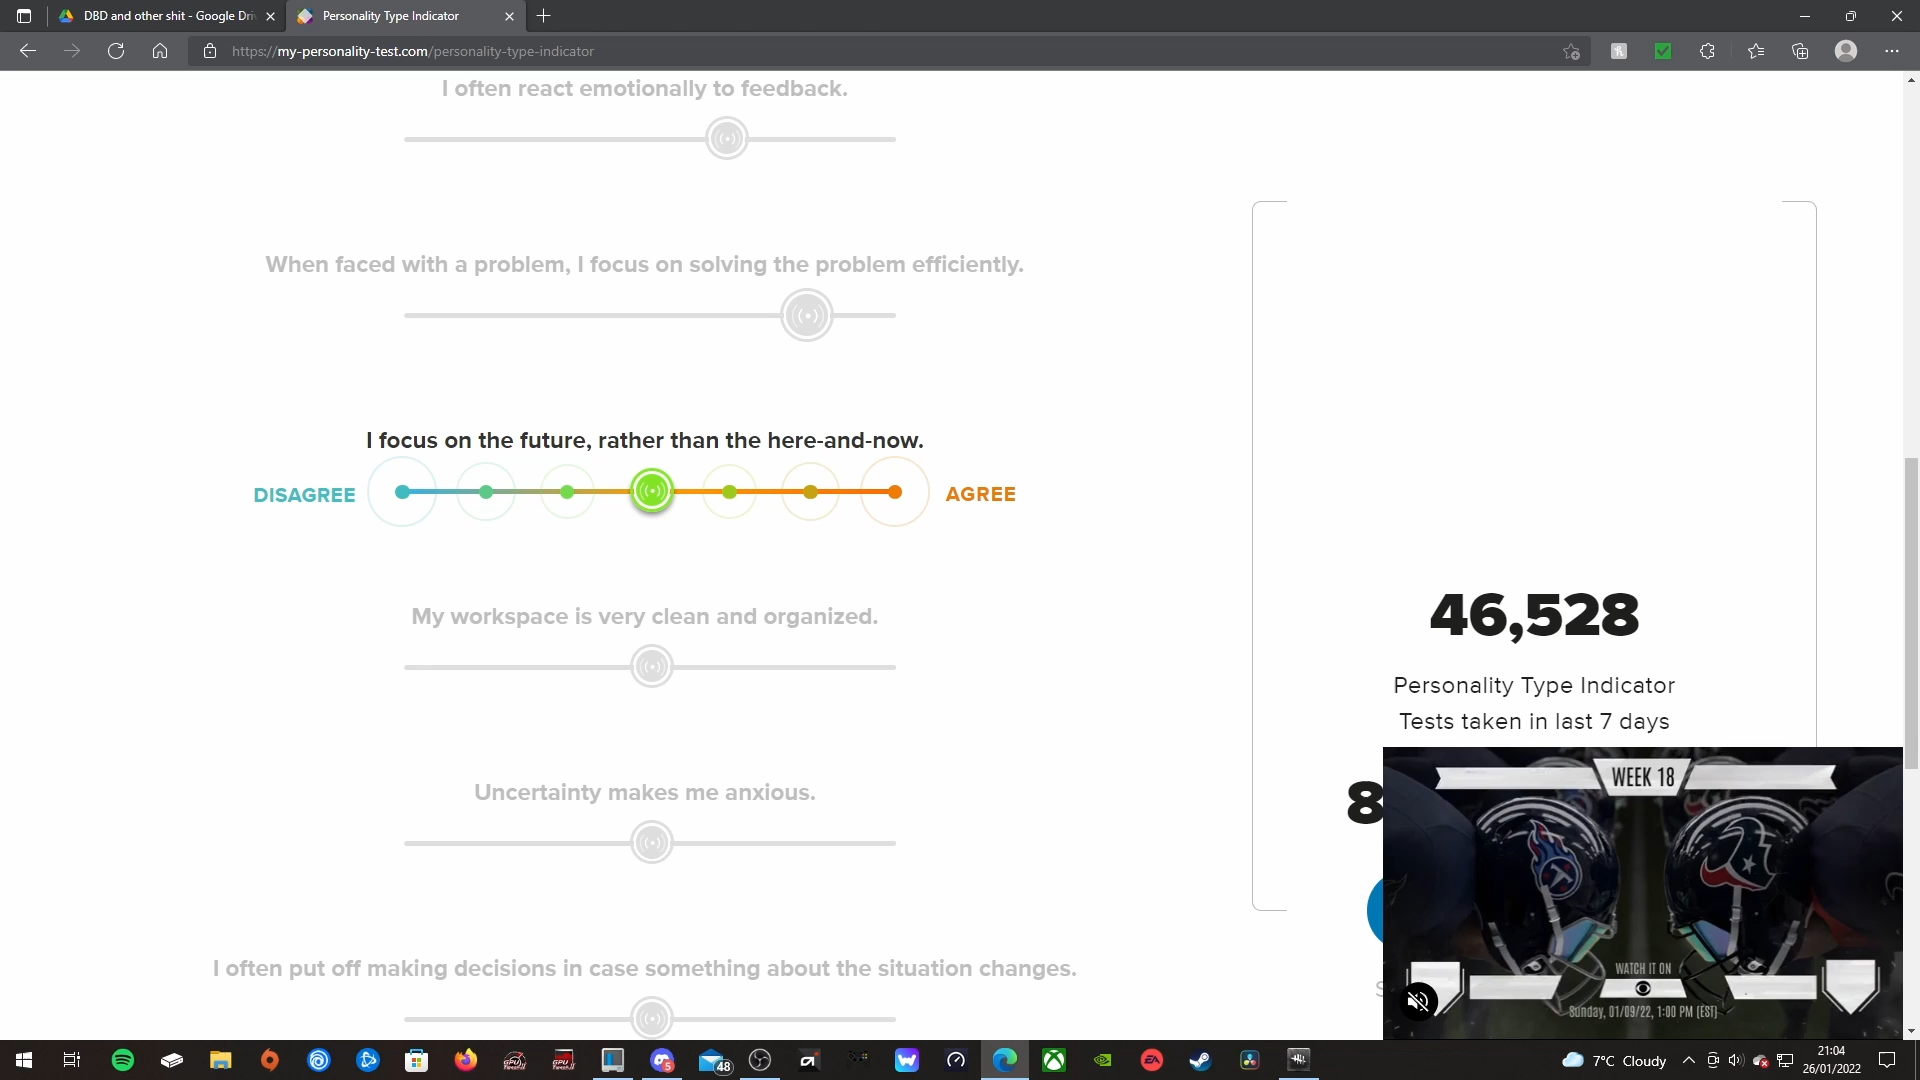 DBD and other shit - Google Dri
Personality Type Indicator
https://my-personality-test.com/personality-type-indicator
I often react emotionally to feedback.
When faced with a problem, I focus on solving the problem efficiently.
I focus on the future, rather than the here-and-now.
DISAGREE
AGREE
My workspace is very clean and organized.
Uncertainty makes me anxious.
I often put off making decisions in case something about the situation changes.
46,528
Personality Type Indicator
Tests taken in last 7 days
8
S
WEEK 18
WATCH IT ON
Sunday, 01/09/22, 1:00 PM (EST)
5
48
EA
7°C Cloudy
21:04
26/01/2022